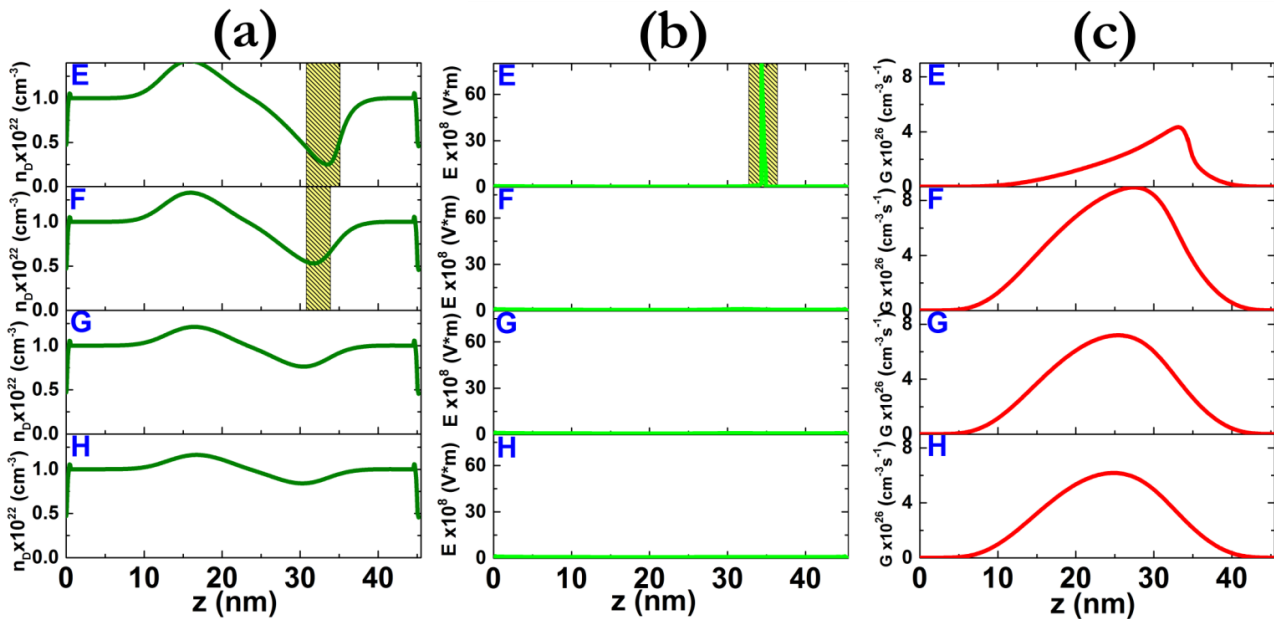 (a) (b) (c)
E
n_D x10^22 (cm^-3)
1.0
0.5
0.0
F
n_D x10^22 (cm^-3)
1.0
0.5
0.0
G
n_D x10^22 (cm^-3)
1.0
0.5
0.0
H
n_D x10^22 (cm^-3)
1.0
0.5
0.0
0 10 20 30 40
z (nm)
E
E x10^8 (V*m)
60
30
0
F
E x10^8 (V*m)
60
30
0
G
E x10^8 (V*m)
60
30
0
H
E x10^8 (V*m)
60
30
0
0 10 20 30 40
z (nm)
E
G x10^26 (cm^-3s^-1)
8
4
0
F
G x10^26 (cm^-3s^-1)
8
4
0
G
G x10^26 (cm^-3s^-1)
8
4
0
H
G x10^26 (cm^-3s^-1)
8
4
0
0 10 20 30 40
z (nm)